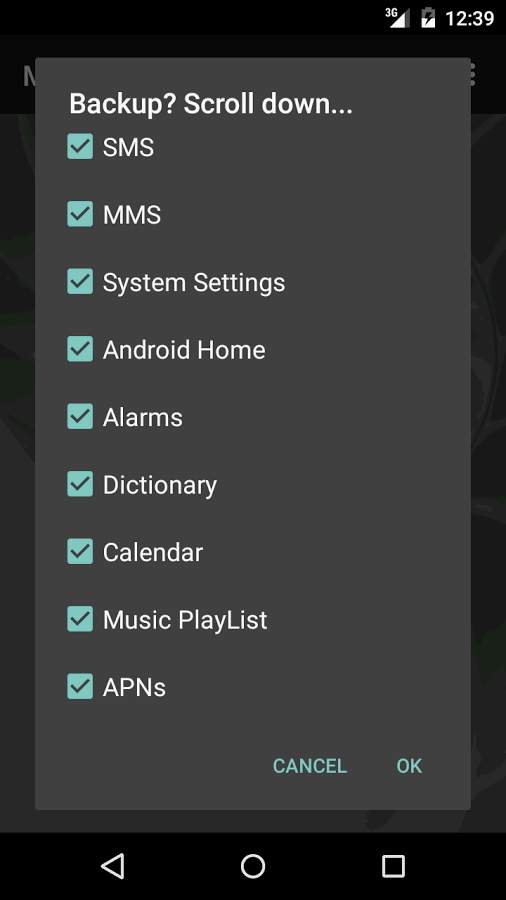 3G 12:39
M
Backup? Scroll down...
SMS
MMS
System Settings
Android Home
Alarms
Dictionary
Calendar
Music PlayList
APNs
CANCEL OK